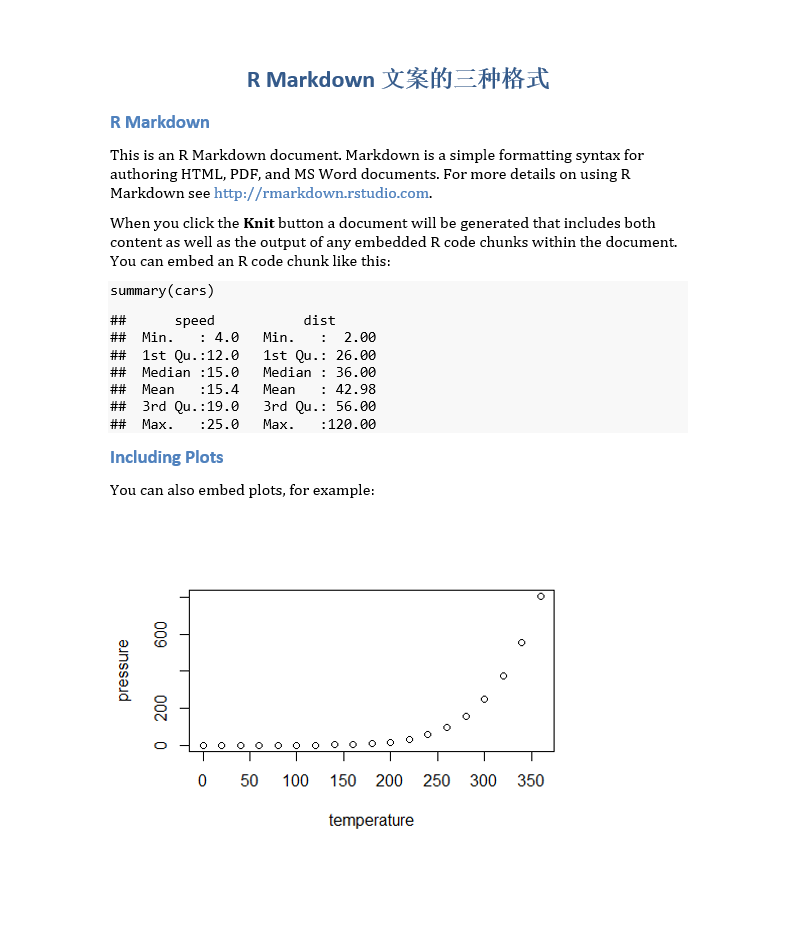 R Markdown 文案的三种格式
R Markdown
This is an R Markdown document. Markdown is a simple formatting syntax for
authoring HTML, PDF, and MS Word documents. For more details on using R
Markdown see http://rmarkdown.rstudio.com.
When you click the Knit button a document will be generated that includes both
content as well as the output of any embedded R code chunks within the document.
You can embed an R code chunk like this:
summary(cars)
##      speed           dist
##  Min.   : 4.0   Min.   :  2.00
##  1st Qu.:12.0   1st Qu.: 26.00
##  Median :15.0   Median : 36.00
##  Mean   :15.4   Mean   : 42.98
##  3rd Qu.:19.0   3rd Qu.: 56.00
##  Max.   :25.0   Max.   :120.00
Including Plots
You can also embed plots, for example:
pressure
600
200
0
0 50 100 150 200 250 300 350
temperature